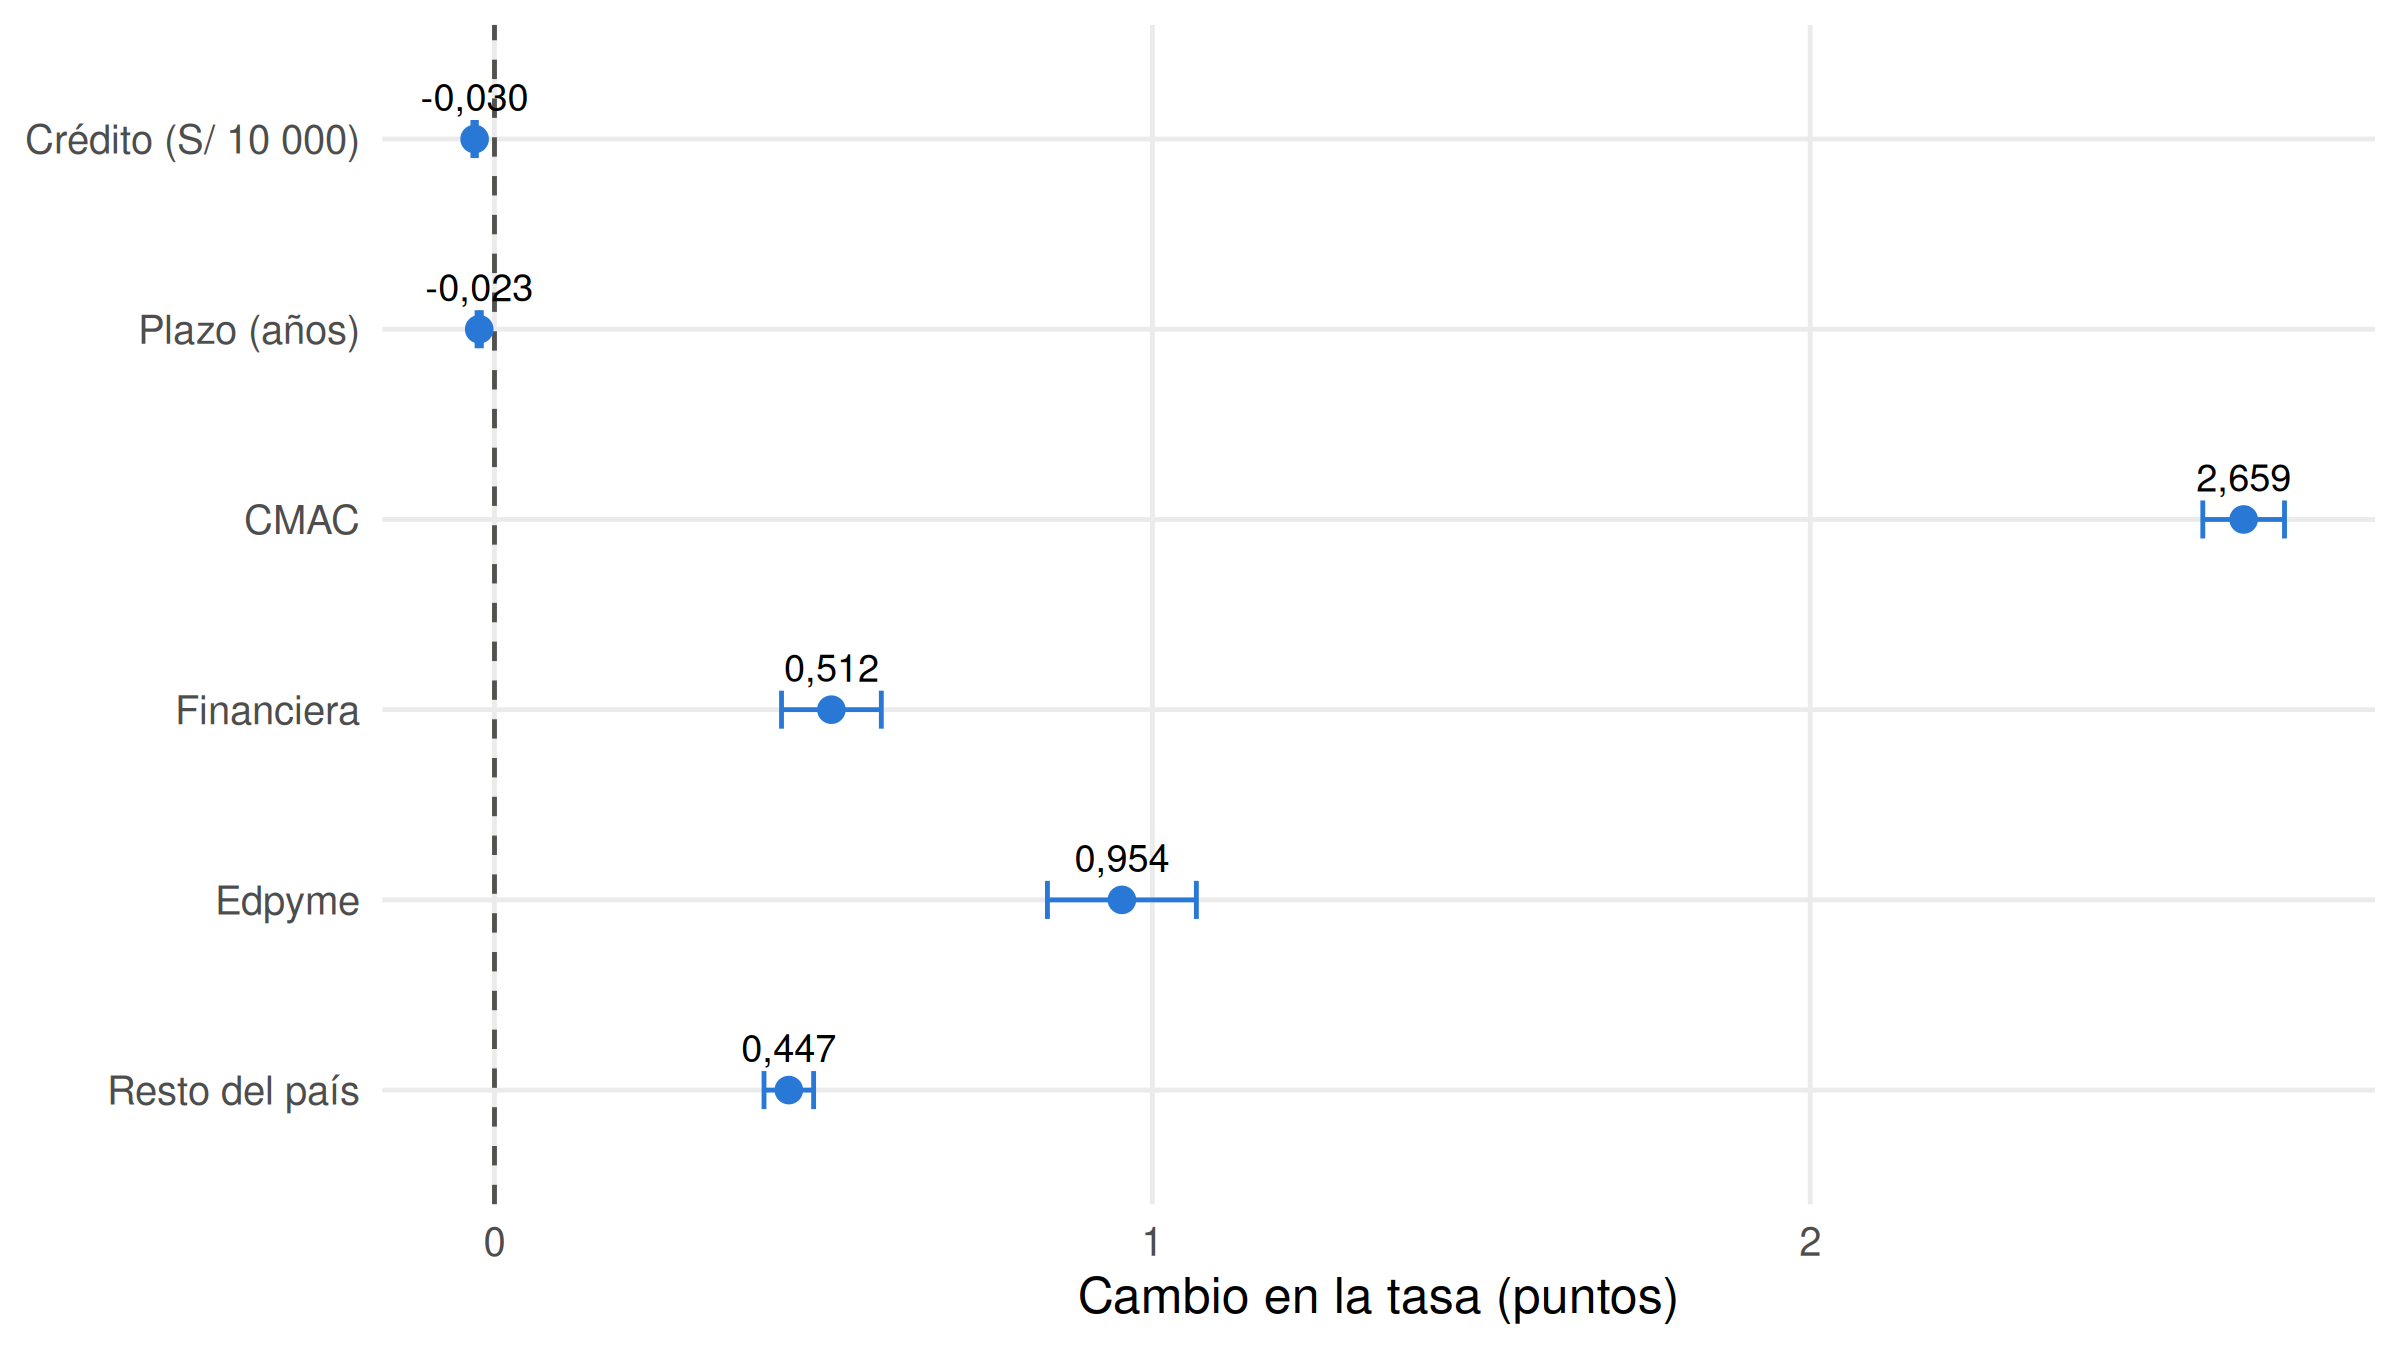 -0,030
Crédito (S/ 10 000)
-0,023
Plazo (años)
2,659
CMAC
0,512
Financiera
0,954
Edpyme
0,447
Resto del país
0 1 2
Cambio en la tasa (puntos)